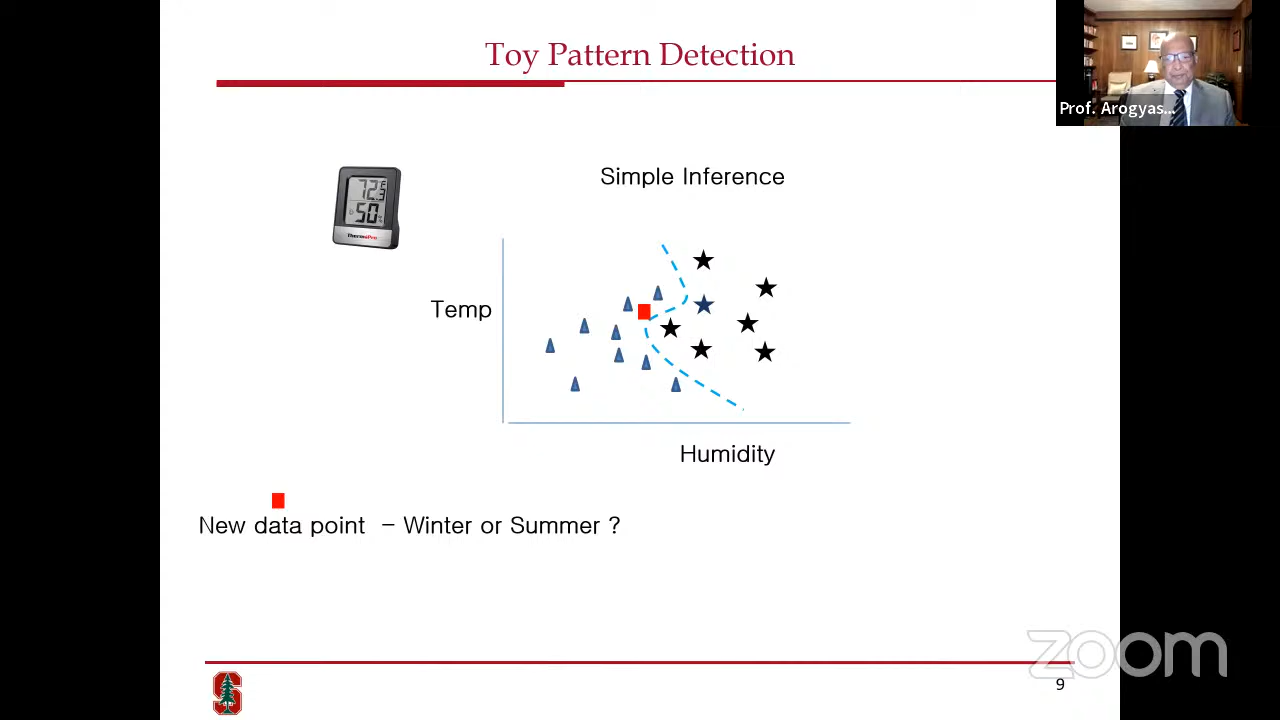 Toy Pattern Detection
Prof. Arogyas...
Simple Inference
72.3
50
ThermoPro
Temp
Humidity
New data point – Winter or Summer ?
zoom
9